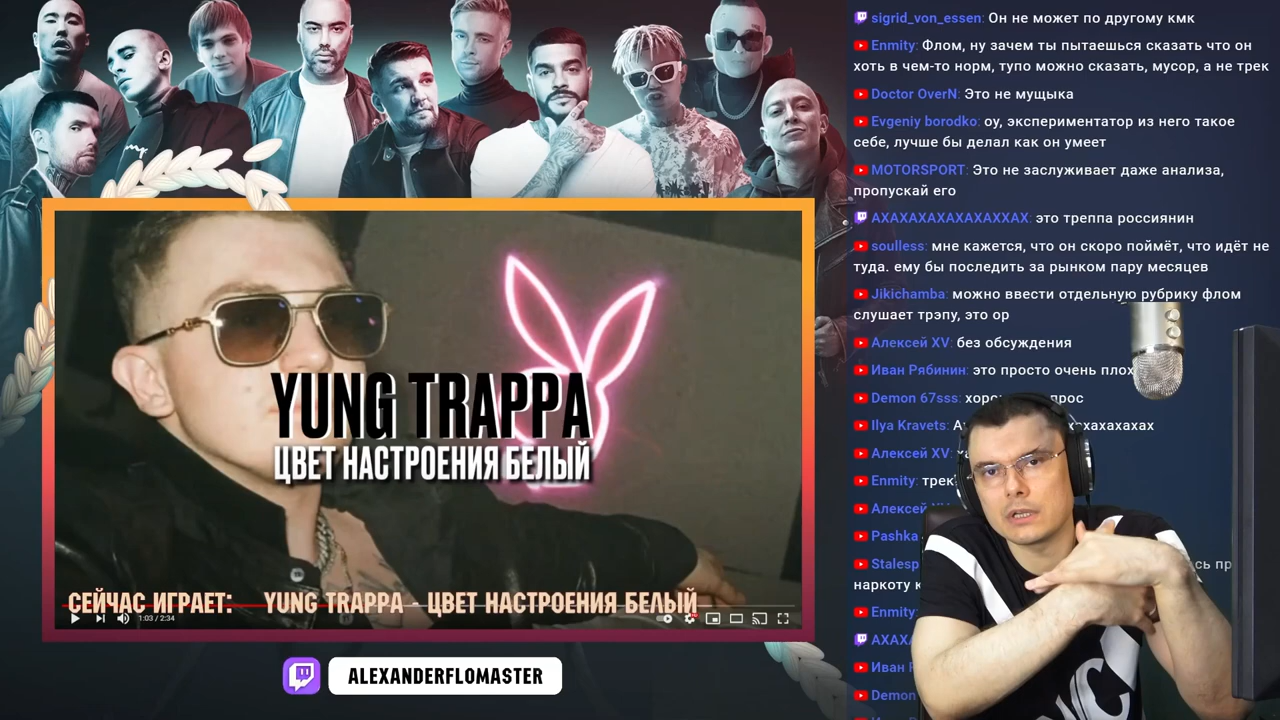 YUNG TRAPPA
ЦВЕТ НАСТРОЕНИЯ БЕЛЫЙ
СЕЙЧАС ИГРАЕТ: YUNG TRAPPA - ЦВЕТ НАСТРОЕНИЯ БЕЛЫЙ
1:03 / 2:34
ALEXANDERFLOMASTER
sigrid_von_essen: Он не может по другому кмк
Enmity: Флом, ну зачем ты пытаешься сказать что он
хоть в чем-то норм, тупо можно сказать, мусор, а не трек
Doctor OverN: Это не мущыка
Evgeniy borodko: оу, экспериментатор из него такое
себе, лучше бы делал как он умеет
MOTORSPORT: Это не заслуживает даже анализа,
пропускай его
AXAXAXAXAXAXAXXAX: это треппа россиянин
soulless: мне кажется, что он скоро поймёт, что идёт не
туда. ему бы последить за рынком пару месяцев
Jikichamba: можно ввести отдельную рубрику флом
слушает трэпу, это ор
Алексей XV: без обсуждения
Иван Рябинин: это просто очень
Demon 67sss:
Ilya Kravets:
Алексей XV:
Enmity:
Алексей
Pashka
наркоту
Enmity
Иван
Demon